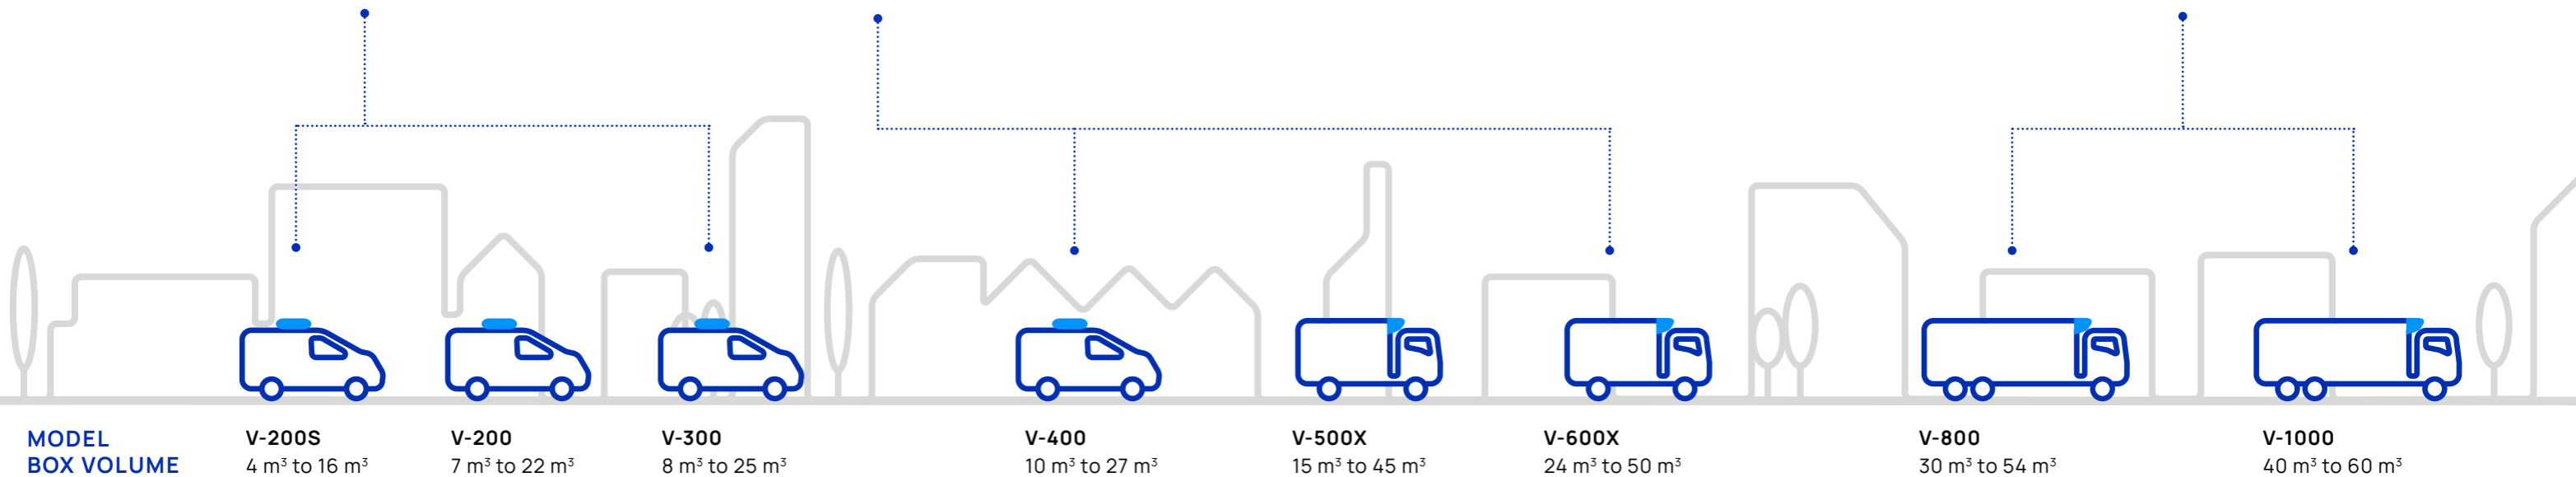 MODEL
BOX VOLUME
V-200S
4 m³ to 16 m³
V-200
7 m³ to 22 m³
V-300
8 m³ to 25 m³
V-400
10 m³ to 27 m³
V-500X
15 m³ to 45 m³
V-600X
24 m³ to 50 m³
V-800
30 m³ to 54 m³
V-1000
40 m³ to 60 m³